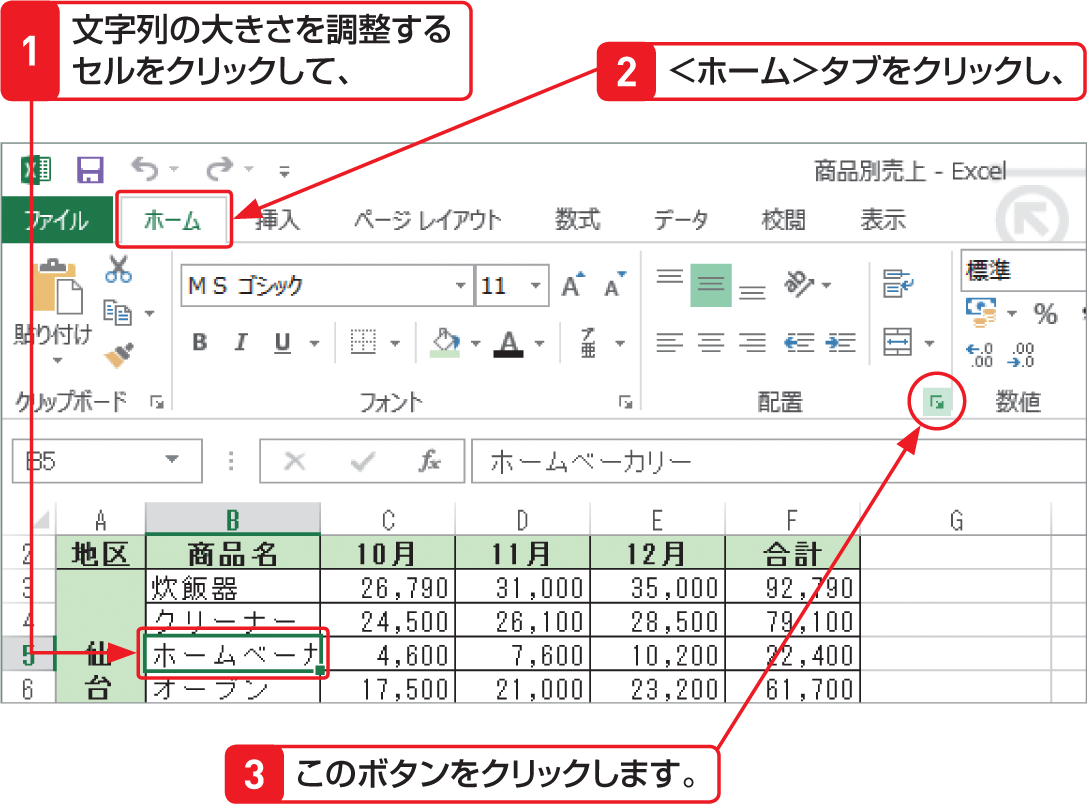 1 文字列の大きさを調整する
セルをクリックして、
2 <ホーム>タブをクリックし、
商品別売上 - Excel
ファイル ホーム 挿入 ページ レイアウト 数式 データ 校閲 表示
貼り付け
MS ゴシック 11 A A
標準
B I U A ア亜
%
←.0 .00 .00 →.0
クリップボード フォント 配置 数値
B5 fx ホームベーカリー
A B C D E F G
2 地区 商品名 10月 11月 12月 合計
3 炊飯器 26,790 31,000 35,000 92,790
4 クリーナー 24,500 26,100 28,500 79,100
5 仙 ホームベーカ 4,600 7,600 10,200 22,400
6 台 オーブン 17,500 21,000 23,200 61,700
3 このボタンをクリックします。